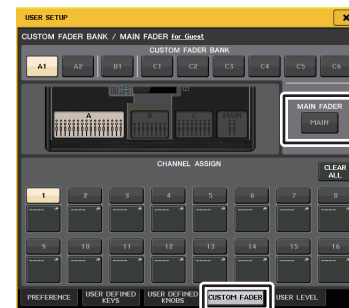 USER SETUP
CUSTOM FADER BANK / MAIN FADER for Guest
CUSTOM FADER BANK
A1 A2 B1 C1 C2 C3 C4 C5 C6
A B C MAIN
MAIN FADER
MAIN
CHANNEL ASSIGN
CLEAR ALL
1 2 3 4 5 6 7 8
---- ---- ---- ---- ---- ---- ---- ----
9 10 11 12 13 14 15 16
---- ---- ---- ---- ---- ---- ---- ----
PREFERENCE USER DEFINED KEYS USER DEFINED KNOBS CUSTOM FADER USER LEVEL